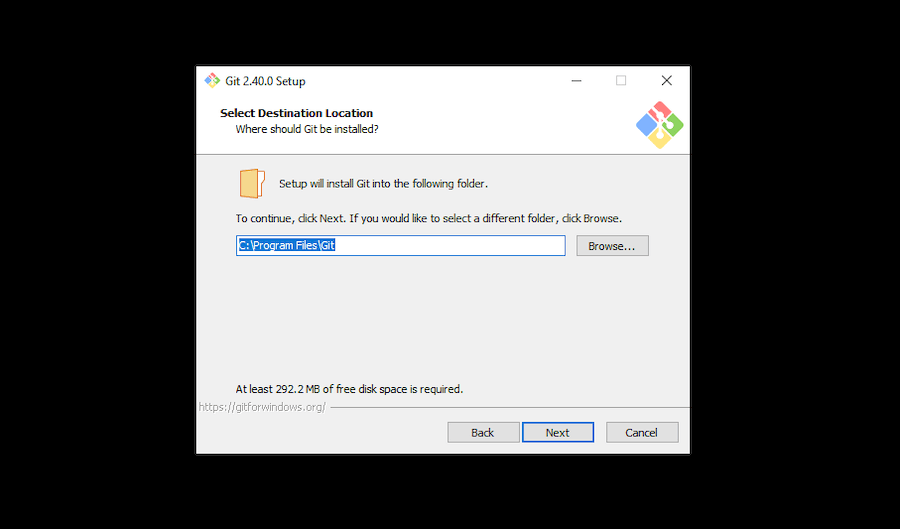 Git 2.40.0 Setup
Select Destination Location
Where should Git be installed?
Setup will install Git into the following folder.
To continue, click Next. If you would like to select a different folder, click Browse.
C:\Program Files\Git
Browse...
At least 292.2 MB of free disk space is required.
https://gitforwindows.org/
Back
Next
Cancel